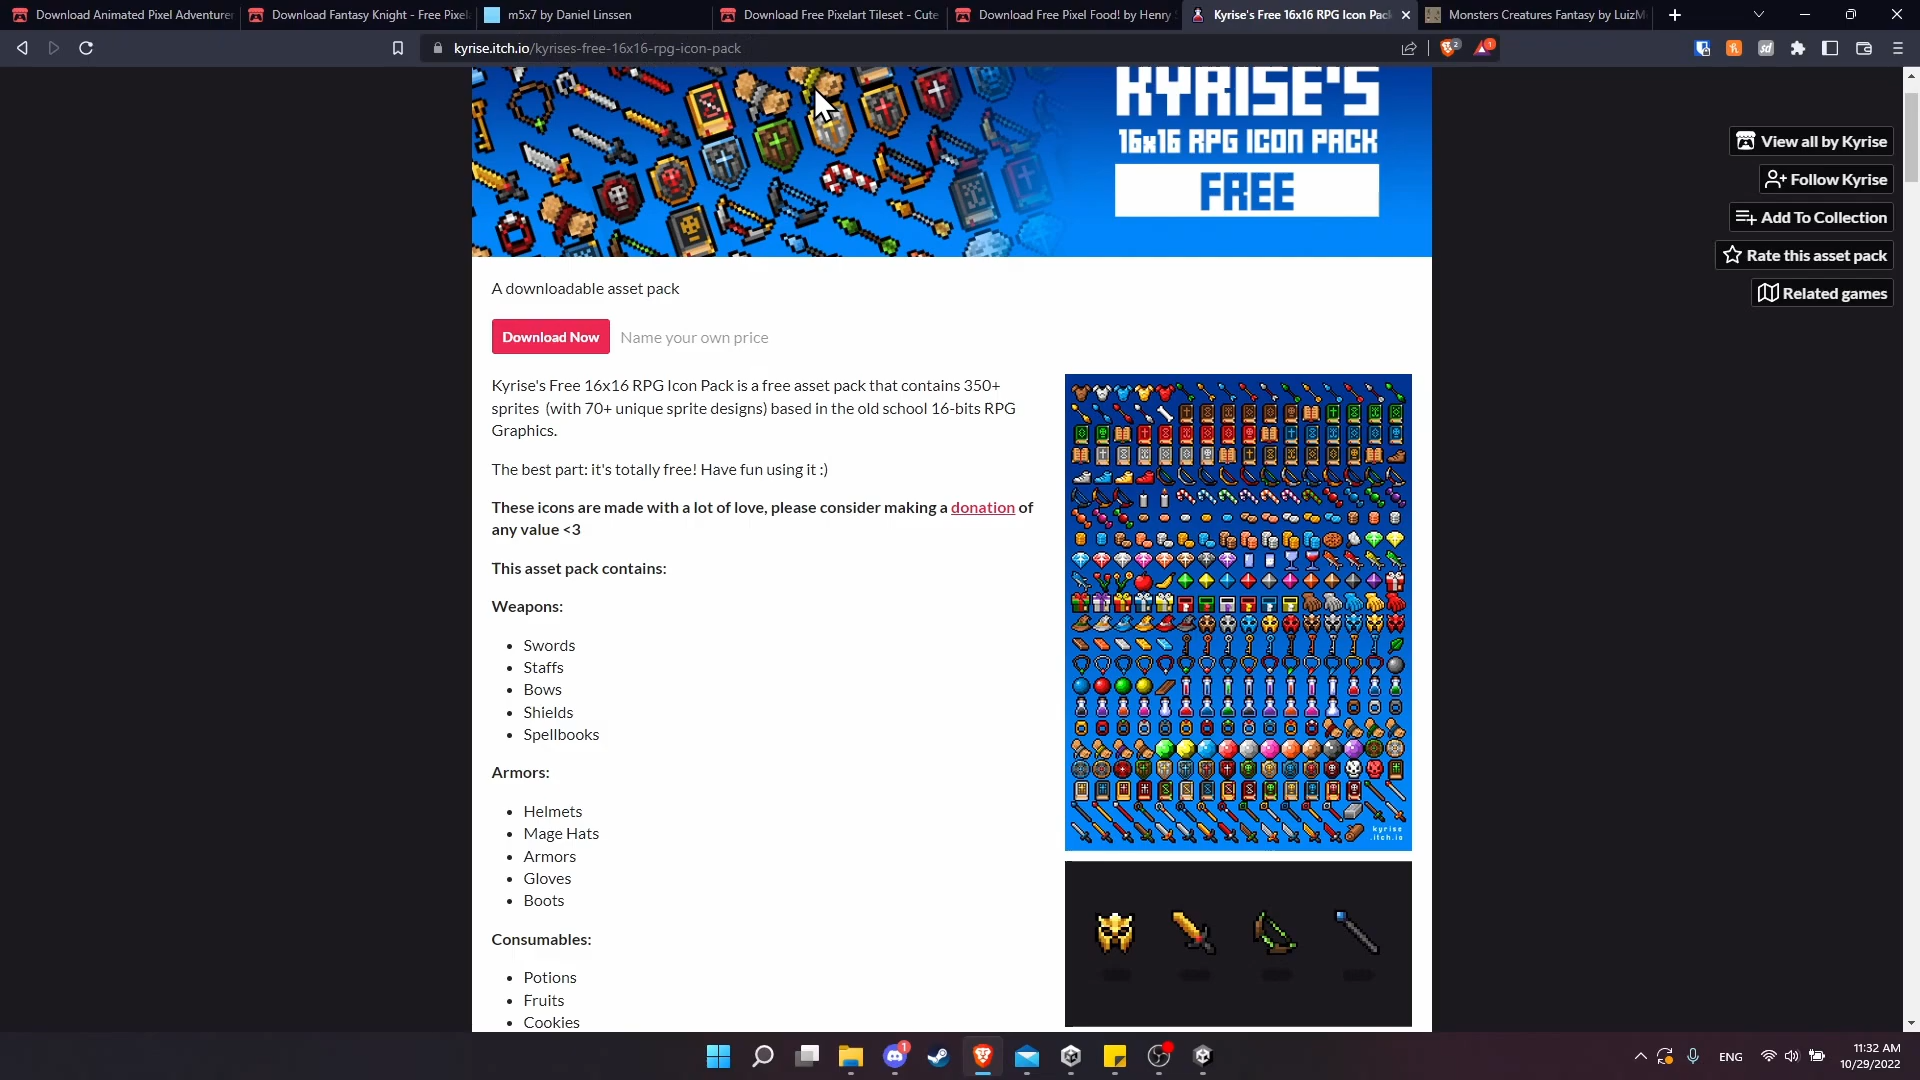 Download Animated Pixel Adventurer
Download Fantasy Knight - Free Pixela
m5x7 by Daniel Linssen
Download Free Pixelart Tileset - Cute
Download Free Pixel Food! by Henry
Kyrise's Free 16x16 RPG Icon Pack
Monsters Creatures Fantasy by LuizM
kyrise.itch.io/kyrises-free-16x16-rpg-icon-pack
2
1
KYRISE'S
16x16 RPG ICON PACK
FREE
View all by Kyrise
Follow Kyrise
Add To Collection
Rate this asset pack
Related games
A downloadable asset pack
Download Now
Name your own price
Kyrise's Free 16x16 RPG Icon Pack is a free asset pack that contains 350+
sprites (with 70+ unique sprite designs) based in the old school 16-bits RPG
Graphics.
The best part: it's totally free! Have fun using it :)
These icons are made with a lot of love, please consider making a donation of
any value <3
This asset pack contains:
Weapons:
• Swords
• Staffs
• Bows
• Shields
• Spellbooks
Armors:
• Helmets
• Mage Hats
• Armors
• Gloves
• Boots
Consumables:
• Potions
• Fruits
• Cookies
kyrise
.itch.io
1
ENG
11:32 AM
10/29/2022